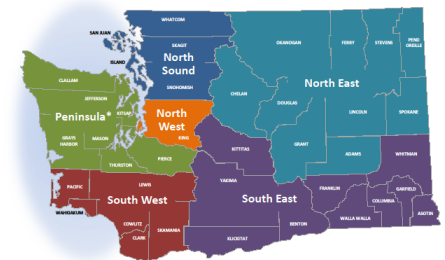 WHATCOM
SAN JUAN
SKAGIT
ISLAND
North
Sound
SNOHOMISH
OKANOGAN
FERRY
STEVENS
PEND
OREILLE
North East
CLALLAM
JEFFERSON
Peninsula*
KITSAP
GRAYS
HARBOR
MASON
THURSTON
PIERCE
North
West
KING
CHELAN
DOUGLAS
LINCOLN
SPOKANE
GRANT
ADAMS
KITTITAS
WHITMAN
YAKIMA
South East
FRANKLIN
GARFIELD
COLUMBIA
WALLA WALLA
ASOTIN
BENTON
KLICKITAT
PACIFIC
LEWIS
South West
WAHKIAKUM
COWLITZ
CLARK
SKAMANIA